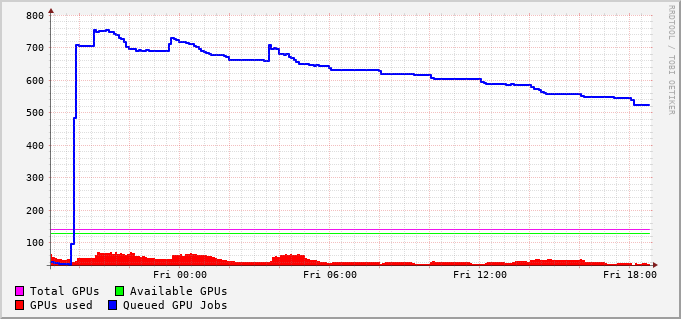 RRDTOOL / TOBI OETIKER
800
700
600
500
400
300
200
100
Fri 00:00 Fri 06:00 Fri 12:00 Fri 18:00
Total GPUs Available GPUs
GPUs used Queued GPU Jobs